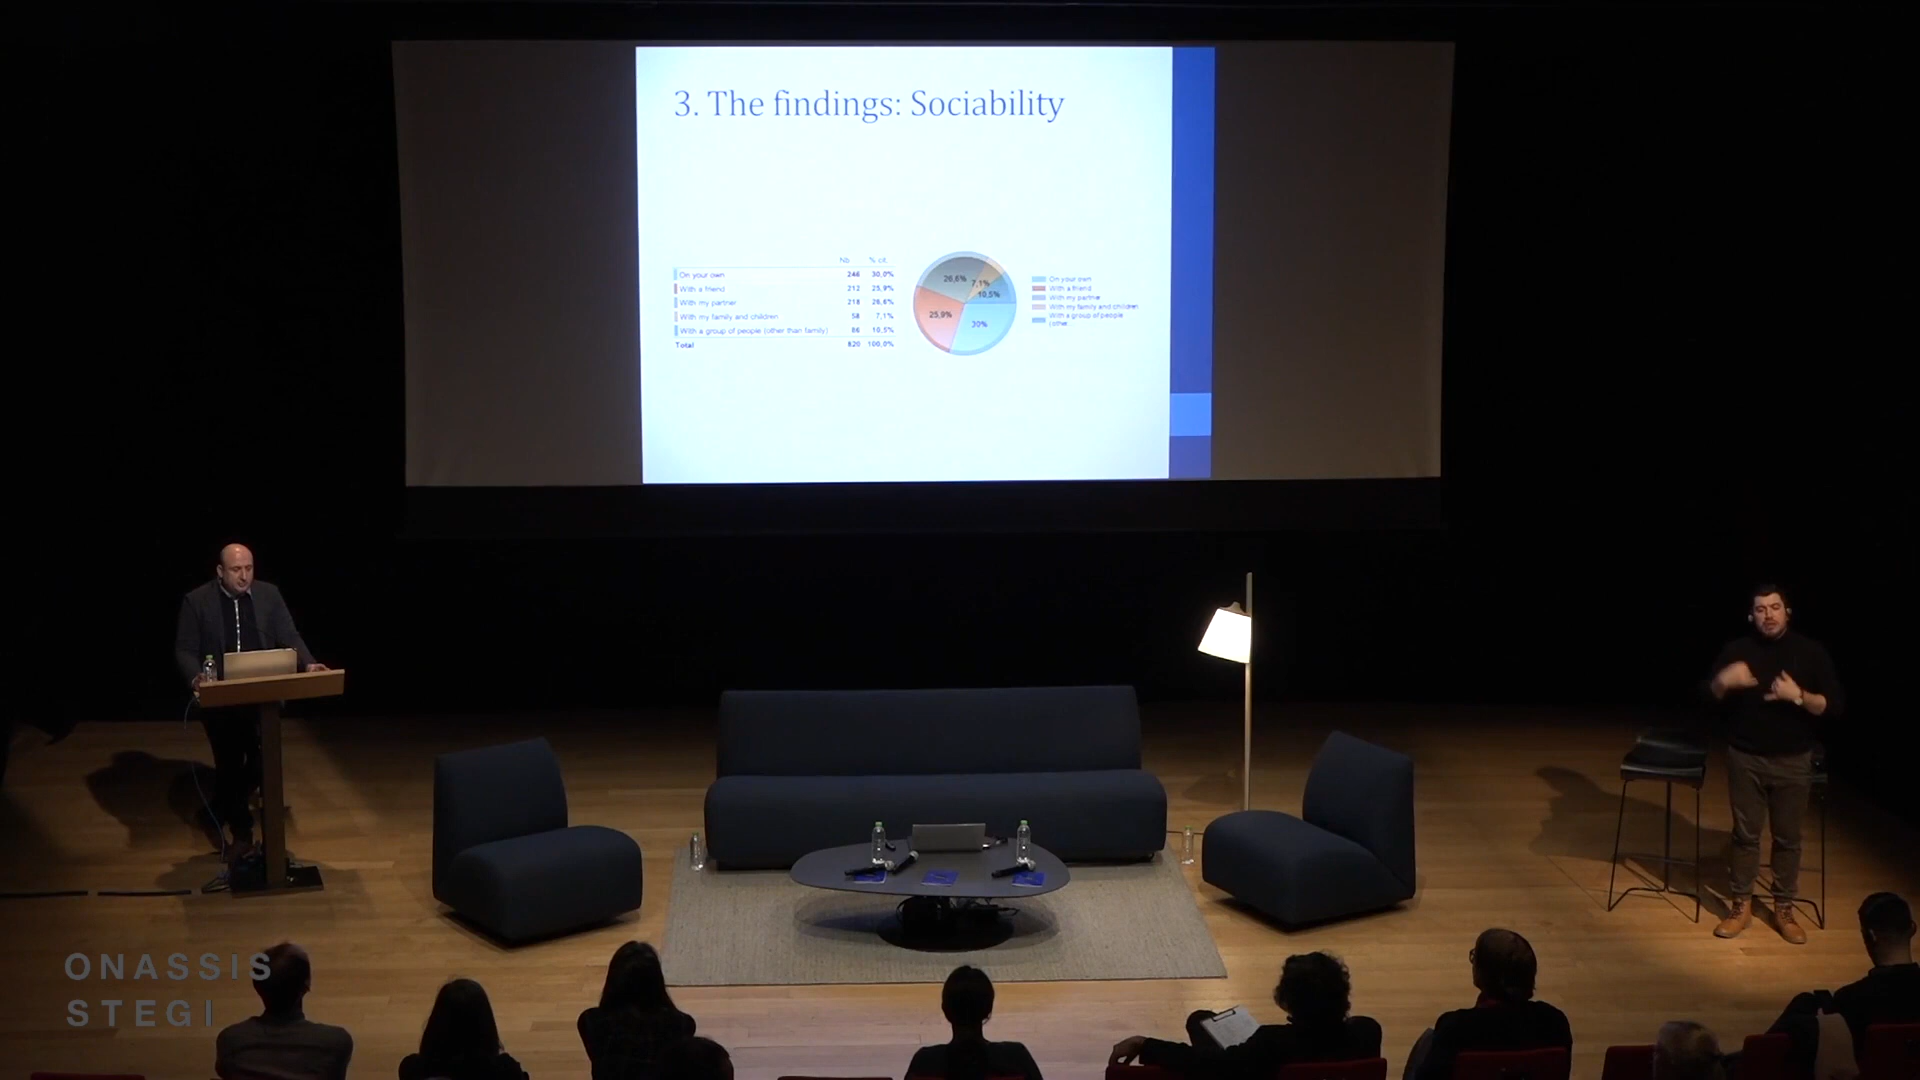 3. The findings: Sociability
Nb % cit.
On your own 246 30,0%
With a friend 212 25,9%
With my partner 218 26,6%
With my family and children 58 7,1%
With a group of people (other than family) 86 10,5%
Total 820 100,0%
26,6%
7,1%
10,5%
25,9%
30%
On your own
With a friend
With my partner
With my family and children
With a group of people
(othe...
ONASSIS
STEGI